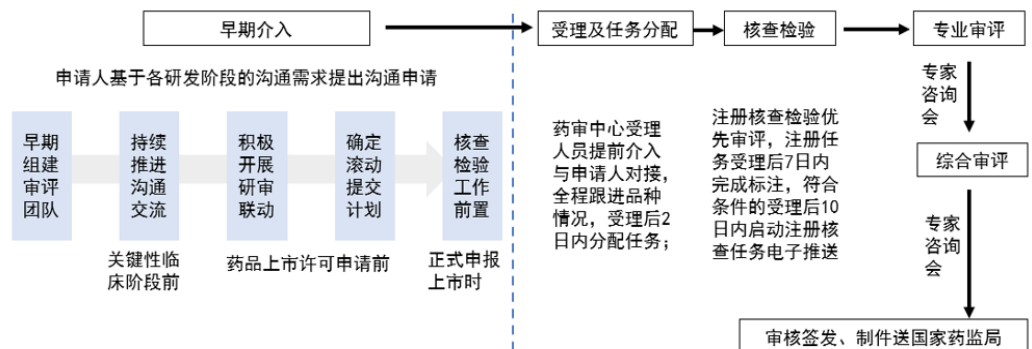 早期介入
受理及任务分配
核查检验
专业审评
申请人基于各研发阶段的沟通需求提出沟通申请
早期
组建
审评
团队
持续
推进
沟通
交流
积极
开展
研审
联动
确定
滚动
提交
计划
核查
检验
工作
前置
关键性临
床阶段前
药品上市许可申请前
正式申报
上市时
药审中心受理
人员提前介入
与申请人对接，
全程跟进品种
情况，受理后2
日内分配任务；
注册核查检验优
先审评，注册任
务受理后7日内
完成标注，符合
条件的受理后10
日内启动注册核
查任务电子推送
专家
咨询
会
综合审评
专家
咨询
会
审核签发、制件送国家药监局